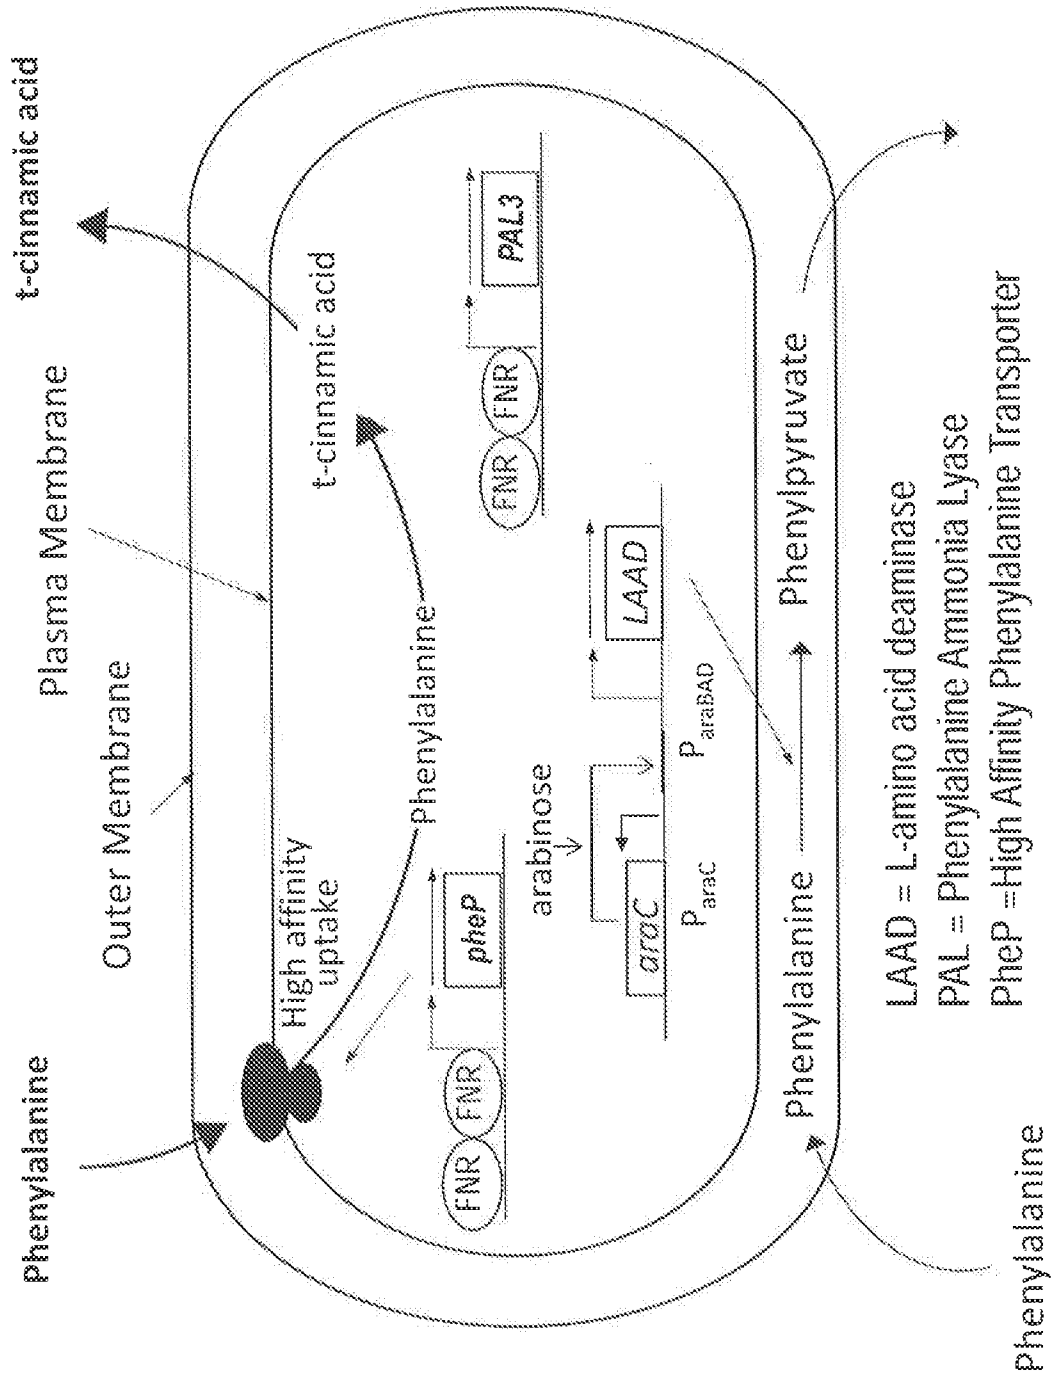 Phenylalanine
Outer Membrane
Plasma Membrane
t-cinnamic acid
High affinity
uptake
t-cinnamic acid
Phenylalanine
FNR
FNR
pheP
FNR
FNR
PAL3
arabinose
araC
LAAD
ParaC
ParaBAD
Phenylalanine
Phenylpyruvate
Phenylalanine
LAAD = L-amino acid deaminase
PAL = Phenylalanine Ammonia Lyase
PheP =High Affinity Phenylalanine Transporter